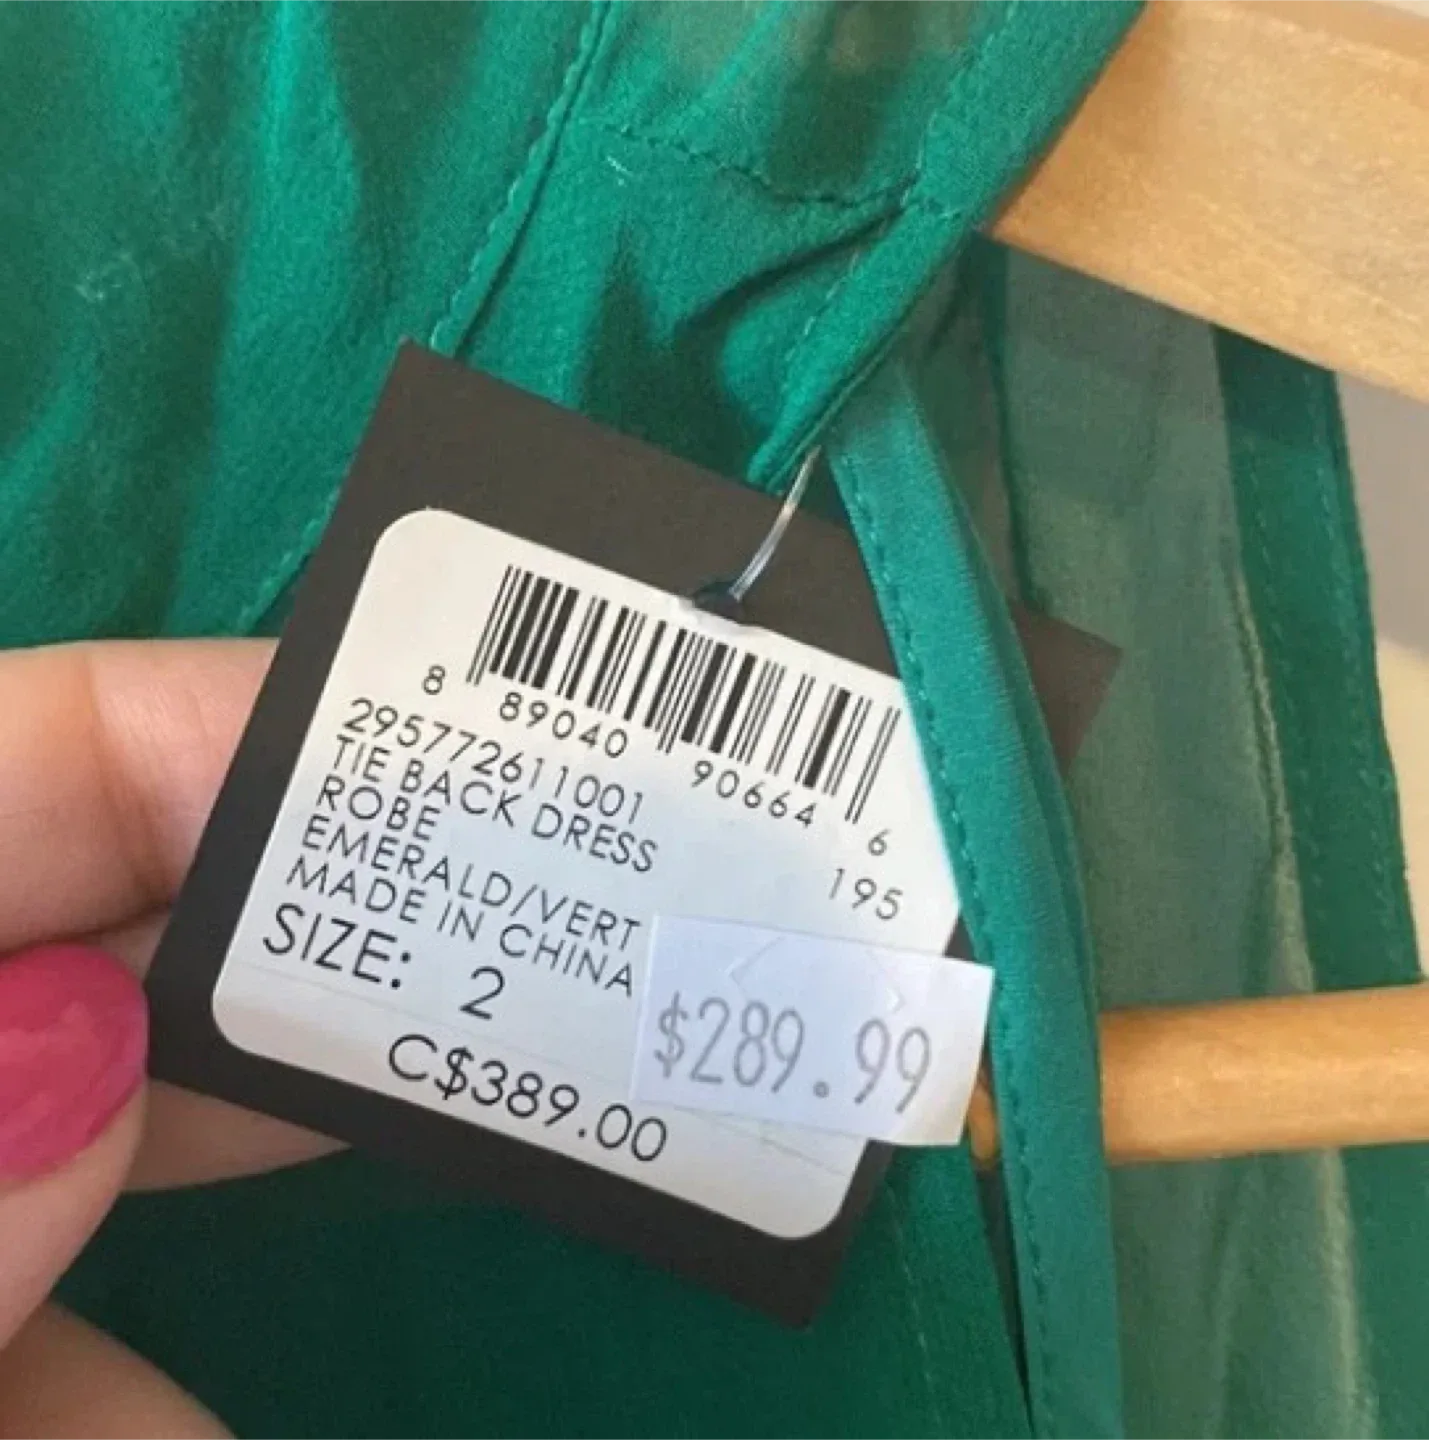 8 89040 90664 6
295772611001 195
TIE BACK DRESS
ROBE
EMERALD/VERT
MADE IN CHINA
SIZE: 2
$289.99
C$389.00